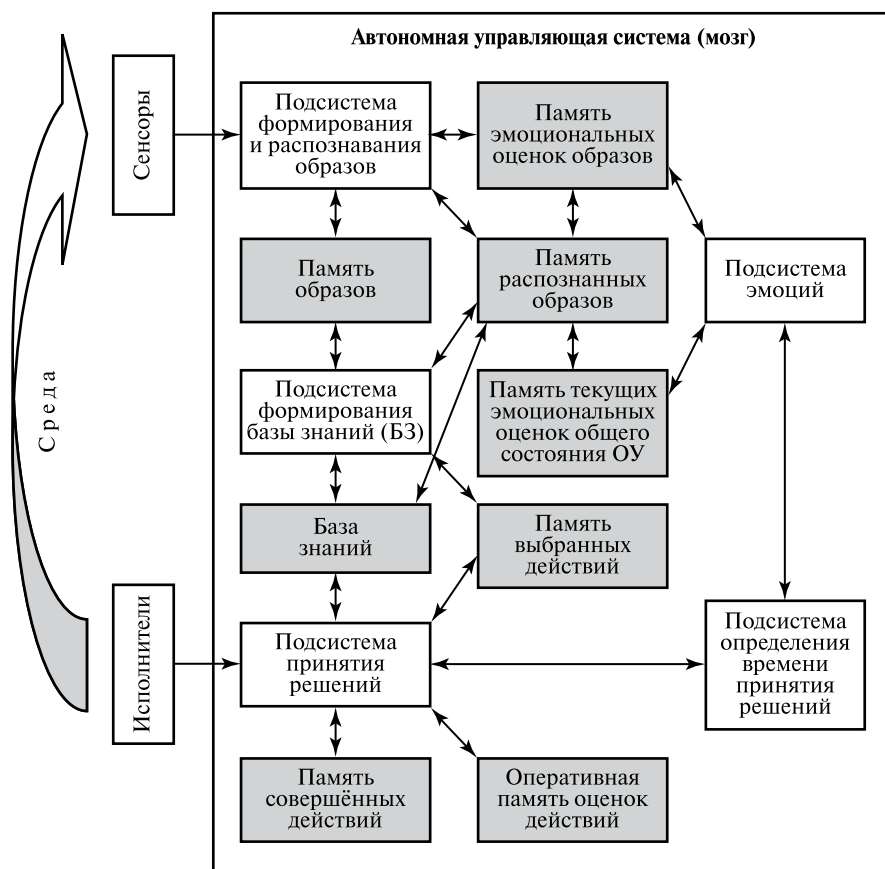 Автономная управляющая система (мозг)
Сенсоры
Подсистема
формирования
и распознавания
образов
Память
эмоциональных
оценок образов
Память
образов
Память
распознанных
образов
Подсистема
эмоций
Среда
Подсистема
формирования
базы знаний (БЗ)
Память текущих
эмоциональных
оценок общего
состояния ОУ
База
знаний
Память
выбранных
действий
Исполнители
Подсистема
принятия
решений
Подсистема
определения
времени
принятия
решений
Память
совершённых
действий
Оперативная
память оценок
действий